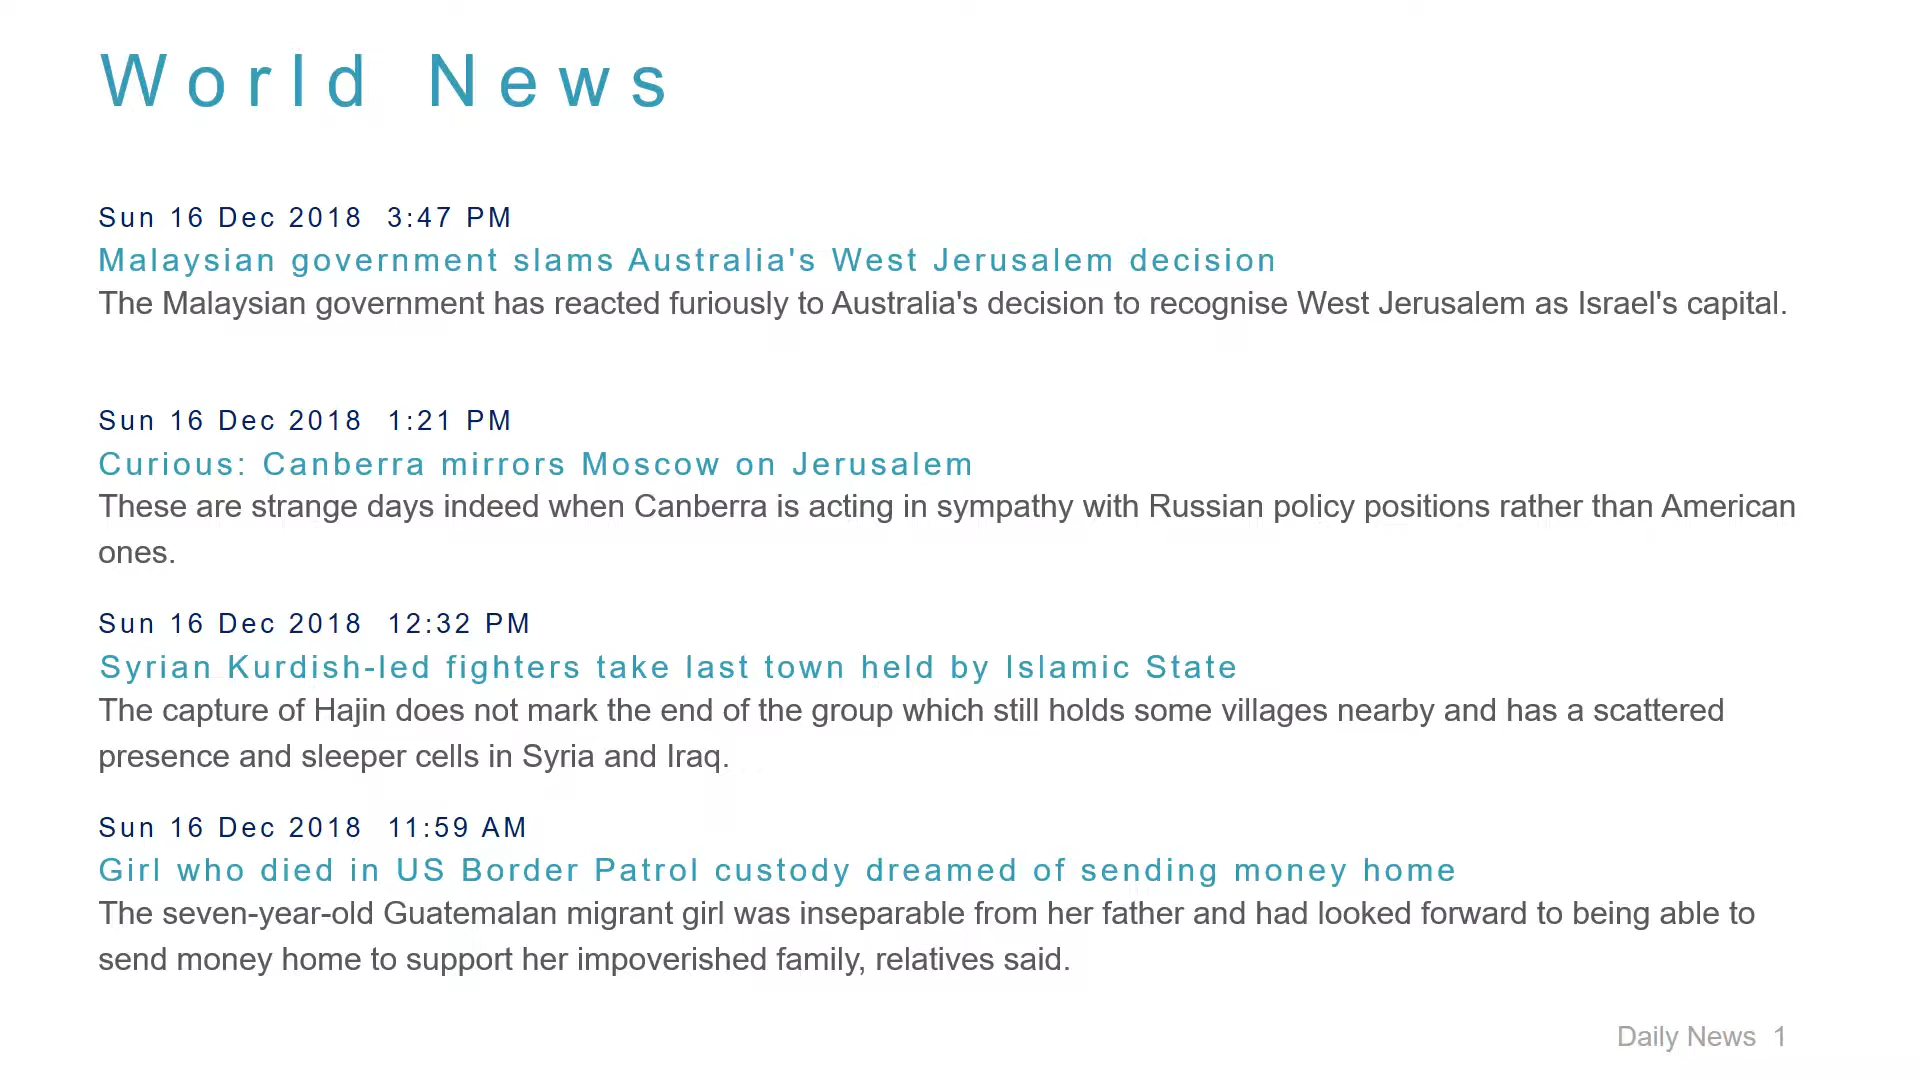 World News
Sun 16 Dec 2018 3:47 PM
Malaysian government slams Australia's West Jerusalem decision
The Malaysian government has reacted furiously to Australia's decision to recognise West Jerusalem as Israel's capital.
Sun 16 Dec 2018 1:21 PM
Curious: Canberra mirrors Moscow on Jerusalem
These are strange days indeed when Canberra is acting in sympathy with Russian policy positions rather than American
ones.
Sun 16 Dec 2018 12:32 PM
Syrian Kurdish-led fighters take last town held by Islamic State
The capture of Hajin does not mark the end of the group which still holds some villages nearby and has a scattered
presence and sleeper cells in Syria and Iraq.
Sun 16 Dec 2018 11:59 AM
Girl who died in US Border Patrol custody dreamed of sending money home
The seven-year-old Guatemalan migrant girl was inseparable from her father and had looked forward to being able to
send money home to support her impoverished family, relatives said.
Daily News 1